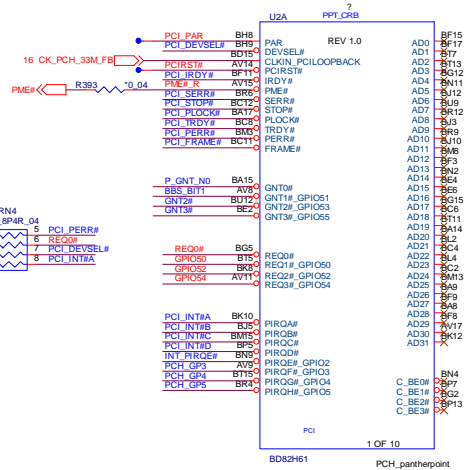 ?
U2A
PPT_CRB
REV 1.0
PCI_PAR BH8 PAR AD0 BF15
PCI_DEVSEL# BH9 DEVSEL# AD1 BF17
16 CK_PCH_33M_FB BD15 CLKIN_PCILOOPBACK AD2 BT7
PCIRST# AV14 PCIRST# AD3 BT13
PCI_IRDY# BF11 IRDY# AD4 BG12
PME# R393 *0_04 PME#_R AV15 PME# AD5 BN11
PCI_SERR# BR6 SERR# AD6 BJ12
PCI_STOP# BC12 STOP# AD7 BU9
PCI_PLOCK# BA17 PLOCK# AD8 BR12
PCI_TRDY# BC8 TRDY# AD9 BJ3
PCI_PERR# BM3 PERR# AD10 BR9
PCI_FRAME# BC11 FRAME# AD11 BJ10
AD12 BM8
AD13 BF3
AD14 BN2
P_GNT_N0 BA15 GNT0# AD15 BE4
BBS_BIT1 AV8 GNT1#_GPIO51 AD16 BE6
GNT2# BU12 GNT2#_GPIO53 AD17 BG15
GNT3# BE2 GNT3#_GPIO55 AD18 BC6
AD19 BT11
AD20 BA14
AD21 BL2
REQ0# BG5 REQ0# AD22 BC4
GPIO50 BT5 REQ1#_GPIO50 AD23 BL4
GPIO52 BK8 REQ2#_GPIO52 AD24 BC2
GPIO54 AV11 REQ3#_GPIO54 AD25 BM13
AD26 BA9
AD27 BF9
AD28 BA8
PCI_INT#A BK10 PIRQA# AD29 BF8
PCI_INT#B BJ5 PIRQB# AD30 AV17
PCI_INT#C BM15 PIRQC# AD31 BK12
PCI_INT#D BP5 PIRQD#
INT_PIRQE# BN9 PIRQE#_GPIO2
PCH_GP3 AV9 PIRQF#_GPIO3
PCH_GP4 BT15 PIRQG#_GPIO4 C_BE0# BN4
PCH_GP5 BR4 PIRQH#_GPIO5 C_BE1# BP7
C_BE2# BG2
C_BE3# BP13
PCI
1 OF 10
BD82H61
PCH_pantherpoint
RN4
8P4R_04
5 PCI_PERR#
6 REQ0#
7 PCI_DEVSEL#
8 PCI_INT#A